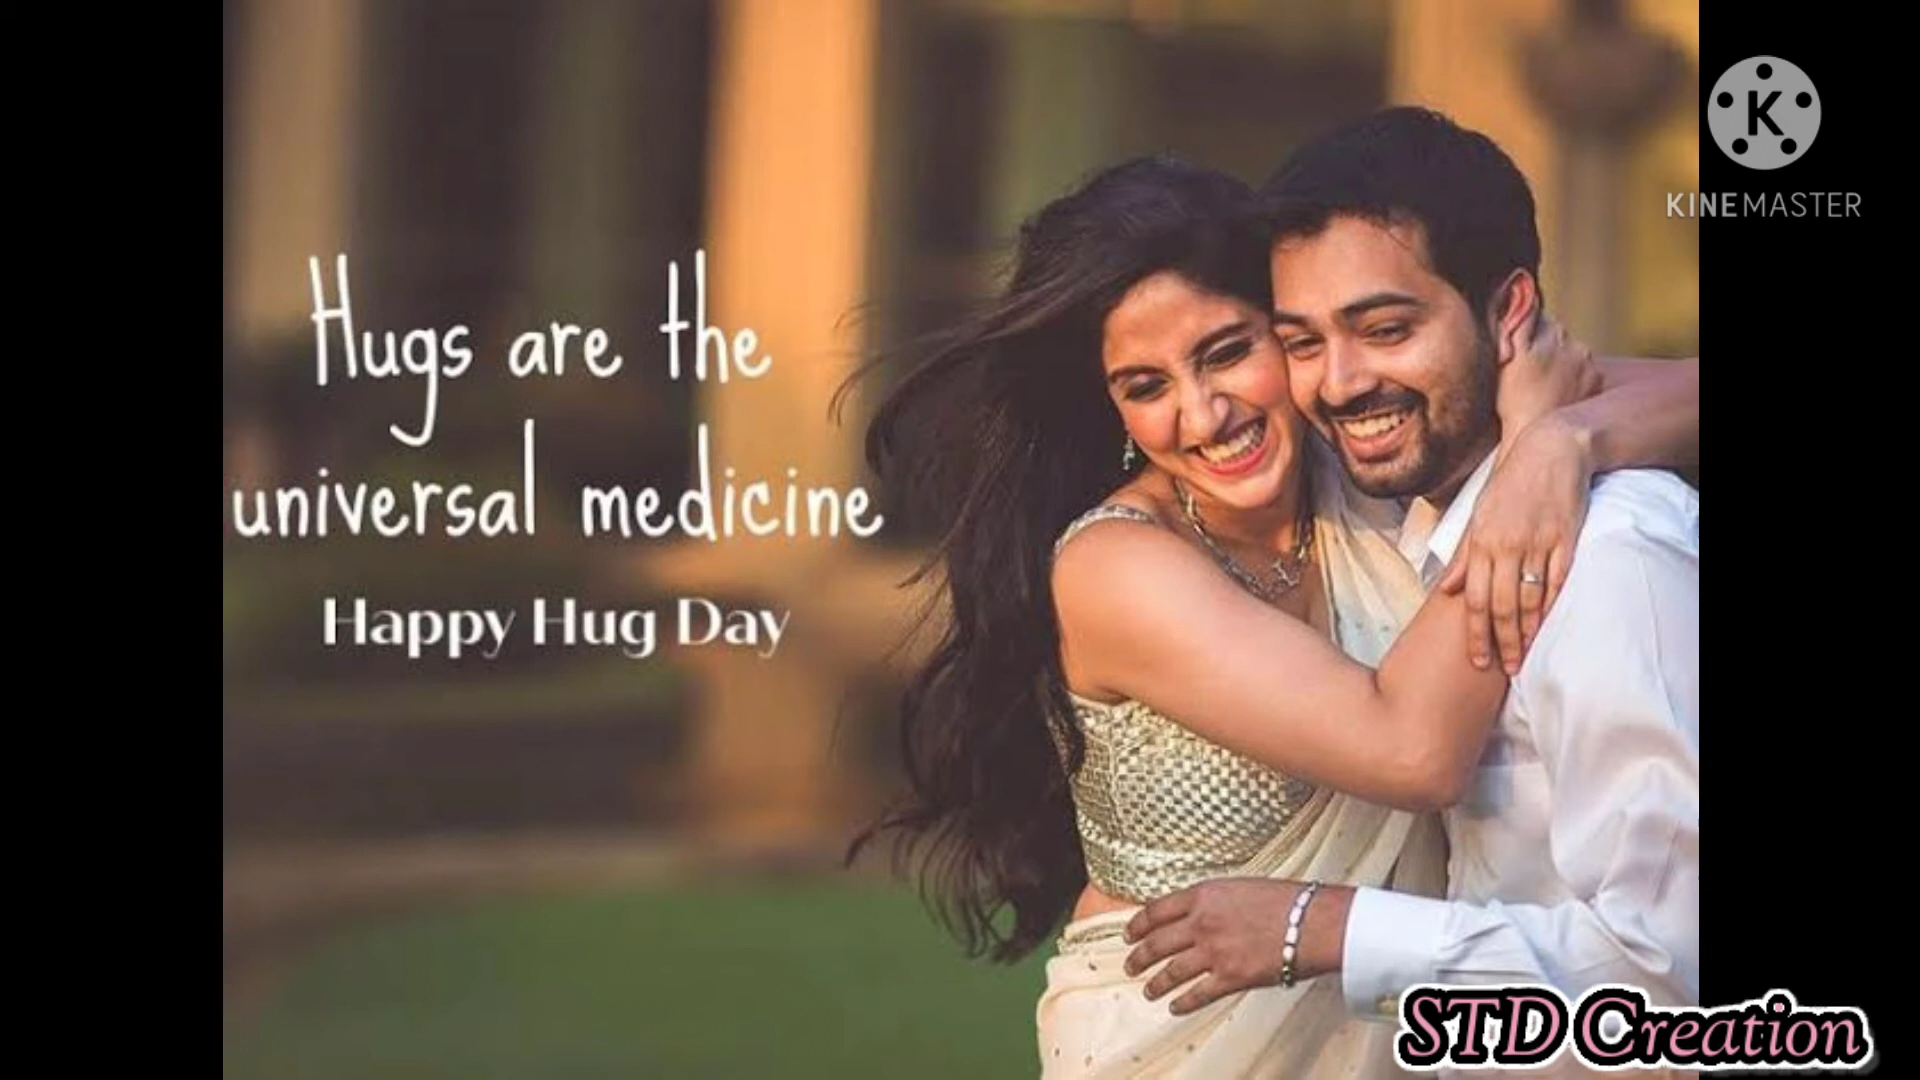 K
KINEMASTER
Hugs are the
universal medicine
Happy Hug Day
STD Creation